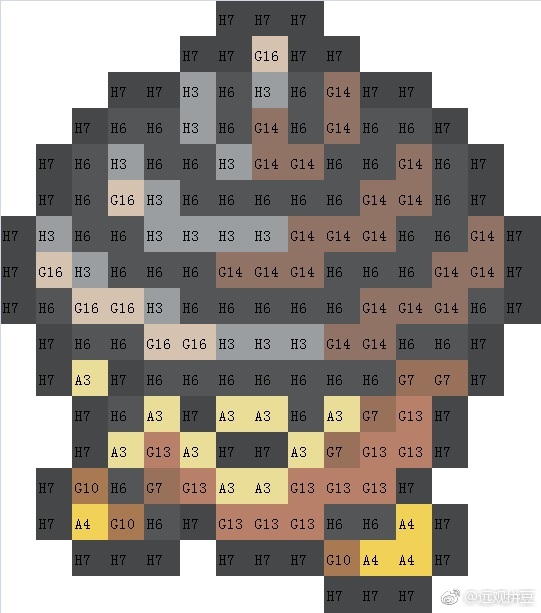 H7 H7 H7
H7 H7 G16 H7 H7
H7 H7 H3 H6 H3 H6 G14 H7 H7
H7 H6 H6 H3 H6 G14 H6 G14 H6 H6 H7
H7 H6 H3 H6 H6 H3 G14 G14 H6 H6 G14 H6 H7
H7 H6 G16 H3 H6 H6 H6 H6 H6 G14 G14 H6 H7
H7 H3 H6 H6 H3 H3 H3 H3 G14 G14 G14 H6 H6 G14 H7
H7 G16 H3 H6 H6 H6 G14 G14 G14 H6 H6 H6 G14 G14 H7
H7 H6 G16 G16 H3 H6 H6 H6 H6 H6 G14 G14 G14 H6 H7
H7 H6 H6 G16 G16 H3 H3 H3 G14 G14 H6 H6 H7
H7 A3 H7 H6 H6 H6 H6 H6 H6 H6 G7 G7 H7
H7 H6 A3 H7 A3 A3 H6 A3 G7 G13 H7
H7 A3 G13 A3 H7 H7 A3 G7 G13 G13 H7
H7 G10 H6 G7 G13 A3 A3 G13 G13 G13 H7
H7 A4 G10 H6 H7 G13 G13 G13 H6 H6 A4 H7
H7 H7 H7 H7 H7 H7 G10 A4 A4 H7
H7 H7 H7
@远观拼豆